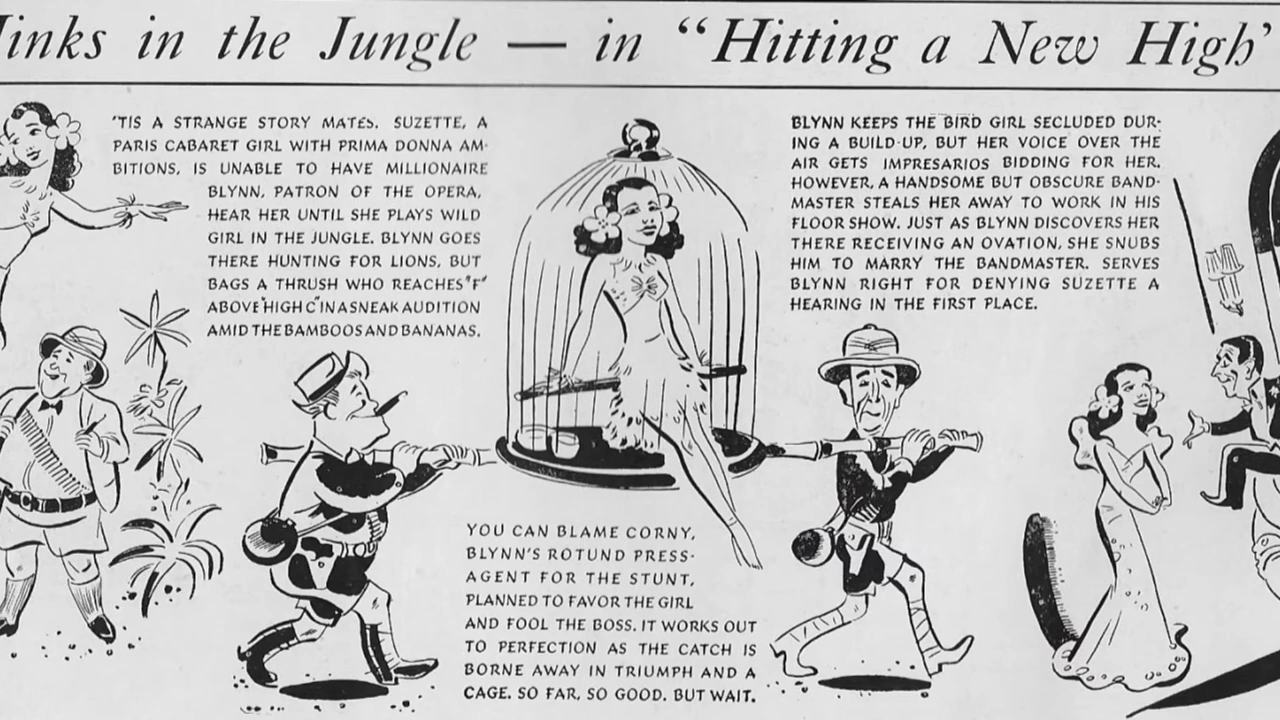 Jinks in the Jungle — in "Hitting a New High"
'TIS A STRANGE STORY MATES. SUZETTE, A
PARIS CABARET GIRL WITH PRIMA DONNA AM-
BITIONS, IS UNABLE TO HAVE MILLIONAIRE
BLYNN, PATRON OF THE OPERA,
HEAR HER UNTIL SHE PLAYS WILD
GIRL IN THE JUNGLE. BLYNN GOES
THERE HUNTING FOR LIONS, BUT
BAGS A THRUSH WHO REACHES "F"
ABOVE "HIGH C" IN A SNEAK AUDITION
AMID THE BAMBOOS AND BANANAS.
YOU CAN BLAME CORNY,
BLYNN'S ROTUND PRESS-
AGENT FOR THE STUNT,
PLANNED TO FAVOR THE GIRL
AND FOOL THE BOSS. IT WORKS OUT
TO PERFECTION AS THE CATCH IS
BORNE AWAY IN TRIUMPH AND A
CAGE. SO FAR, SO GOOD. BUT WAIT.
BLYNN KEEPS THE BIRD GIRL SECLUDED DUR-
ING A BUILD-UP, BUT HER VOICE OVER THE
AIR GETS IMPRESARIOS BIDDING FOR HER.
HOWEVER, A HANDSOME BUT OBSCURE BAND-
MASTER STEALS HER AWAY TO WORK IN HIS
FLOOR SHOW. JUST AS BLYNN DISCOVERS HER
THERE RECEIVING AN OVATION, SHE SNUBS
HIM TO MARRY THE BANDMASTER. SERVES
BLYNN RIGHT FOR DENYING SUZETTE A
HEARING IN THE FIRST PLACE.